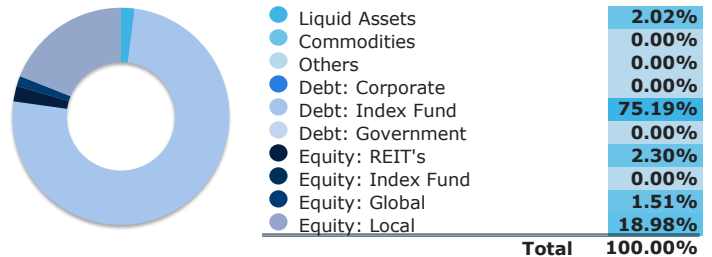 Liquid Assets 2.02%
Commodities 0.00%
Others 0.00%
Debt: Corporate 0.00%
Debt: Index Fund 75.19%
Debt: Government 0.00%
Equity: REIT's 2.30%
Equity: Index Fund 0.00%
Equity: Global 1.51%
Equity: Local 18.98%
Total 100.00%